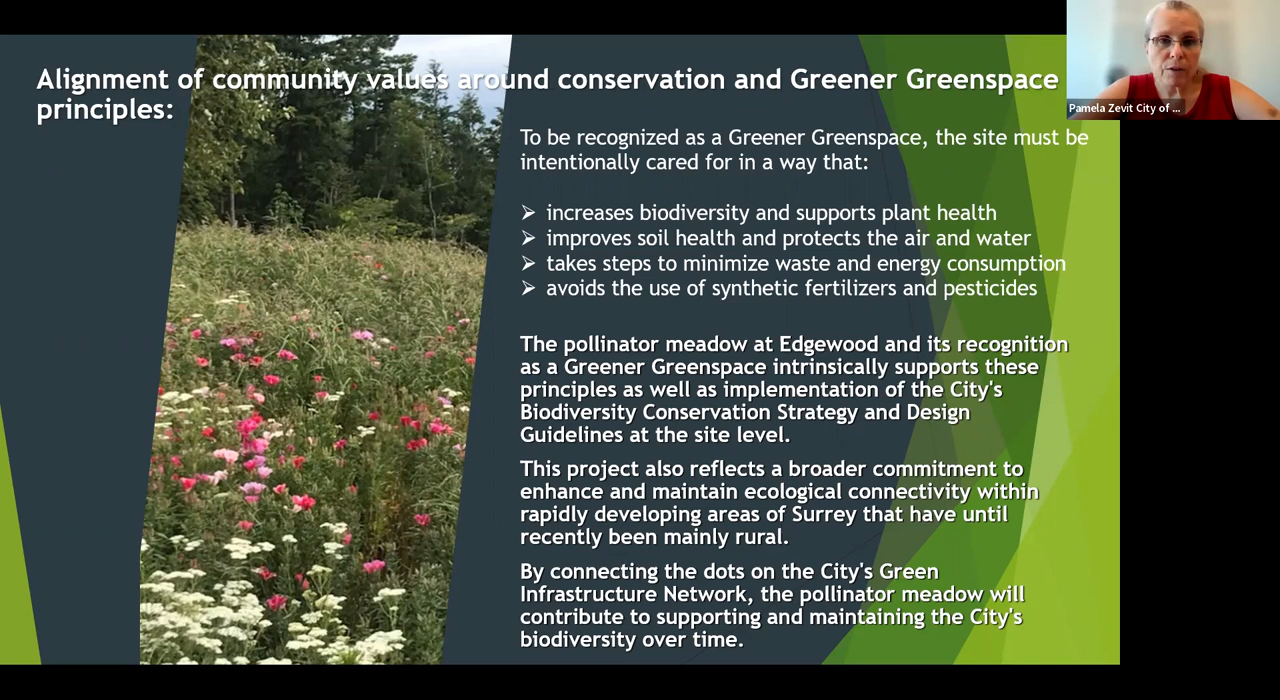 Alignment of community values around conservation and Greener Greenspace
principles:
Pamela Zevit City of ...
To be recognized as a Greener Greenspace, the site must be
intentionally cared for in a way that:
➢ increases biodiversity and supports plant health
➢ improves soil health and protects the air and water
➢ takes steps to minimize waste and energy consumption
➢ avoids the use of synthetic fertilizers and pesticides
The pollinator meadow at Edgewood and its recognition
as a Greener Greenspace intrinsically supports these
principles as well as implementation of the City's
Biodiversity Conservation Strategy and Design
Guidelines at the site level.
This project also reflects a broader commitment to
enhance and maintain ecological connectivity within
rapidly developing areas of Surrey that have until
recently been mainly rural.
By connecting the dots on the City's Green
Infrastructure Network, the pollinator meadow will
contribute to supporting and maintaining the City's
biodiversity over time.